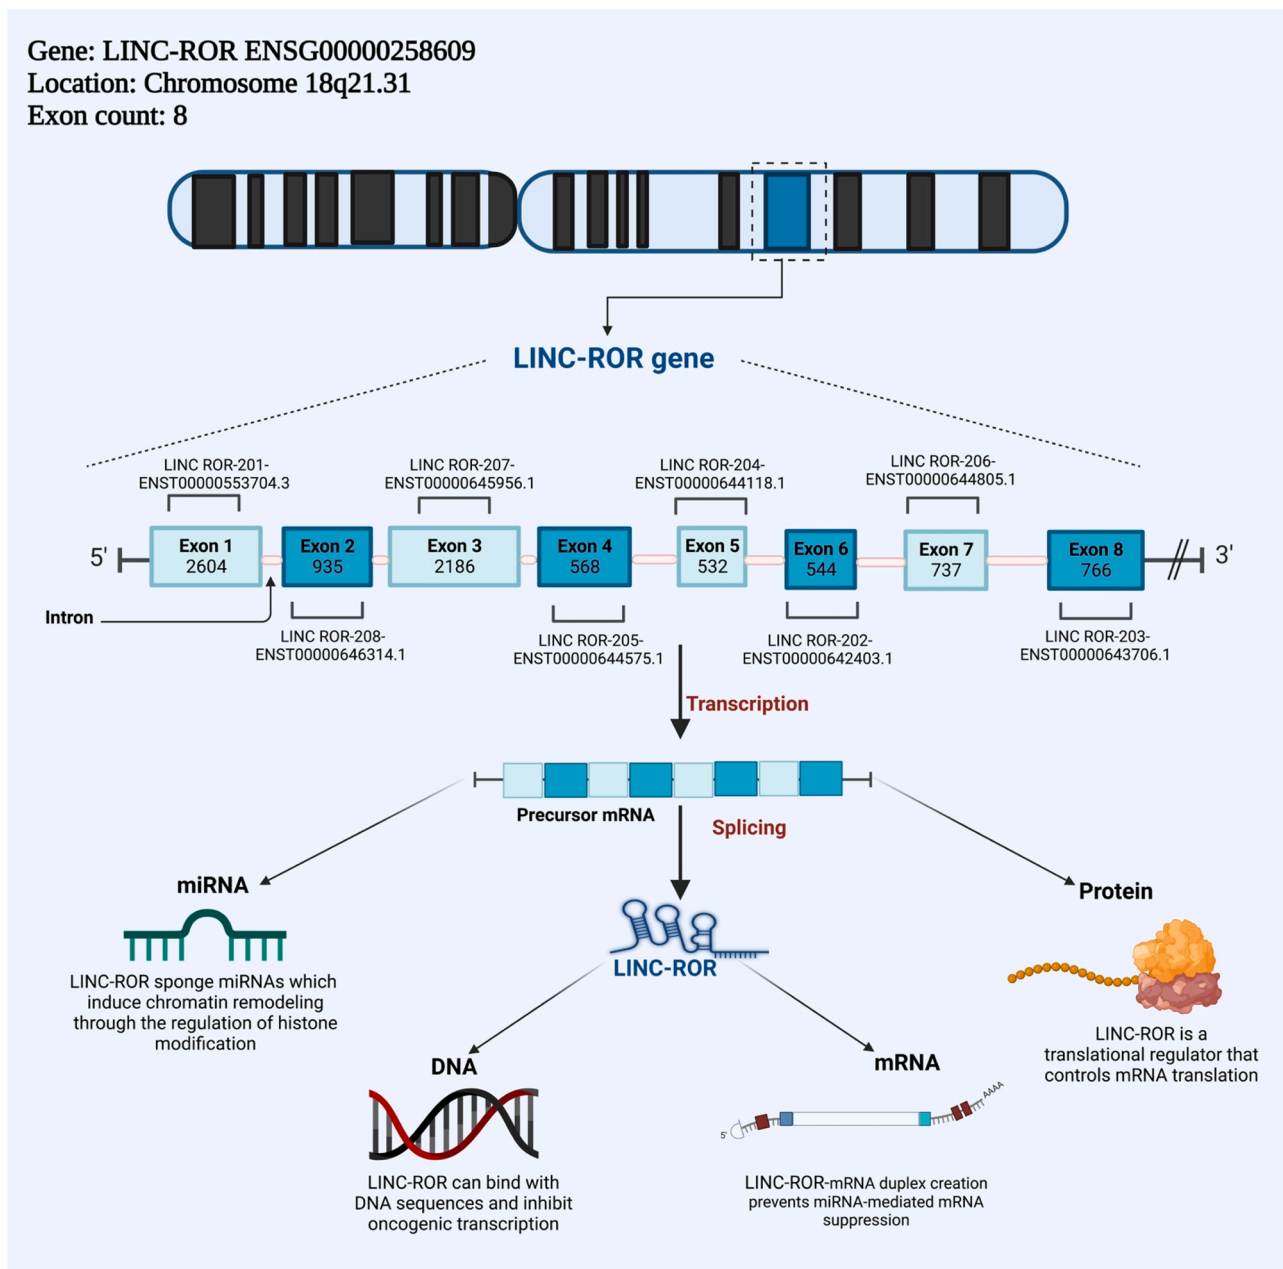 Gene: LINC-ROR ENSG00000258609
Location: Chromosome 18q21.31
Exon count: 8
LINC-ROR gene
LINC ROR-201-
ENST00000553704.3
LINC ROR-207-
ENST00000645956.1
LINC ROR-204-
ENST00000644118.1
LINC ROR-206-
ENST00000644805.1
5'
Exon 1
2604
Exon 2
935
Exon 3
2186
Exon 4
568
Exon 5
532
Exon 6
544
Exon 7
737
Exon 8
766
3'
Intron
LINC ROR-208-
ENST00000646314.1
LINC ROR-205-
ENST00000644575.1
LINC ROR-202-
ENST00000642403.1
LINC ROR-203-
ENST00000643706.1
Transcription
Precursor mRNA
Splicing
miRNA
LINC-ROR sponge miRNAs which
induce chromatin remodeling
through the regulation of histone
modification
LINC-ROR
Protein
LINC-ROR is a
translational regulator that
controls mRNA translation
DNA
LINC-ROR can bind with
DNA sequences and inhibit
oncogenic transcription
mRNA
5'
AAAA
LINC-ROR-mRNA duplex creation
prevents miRNA-mediated mRNA
suppression